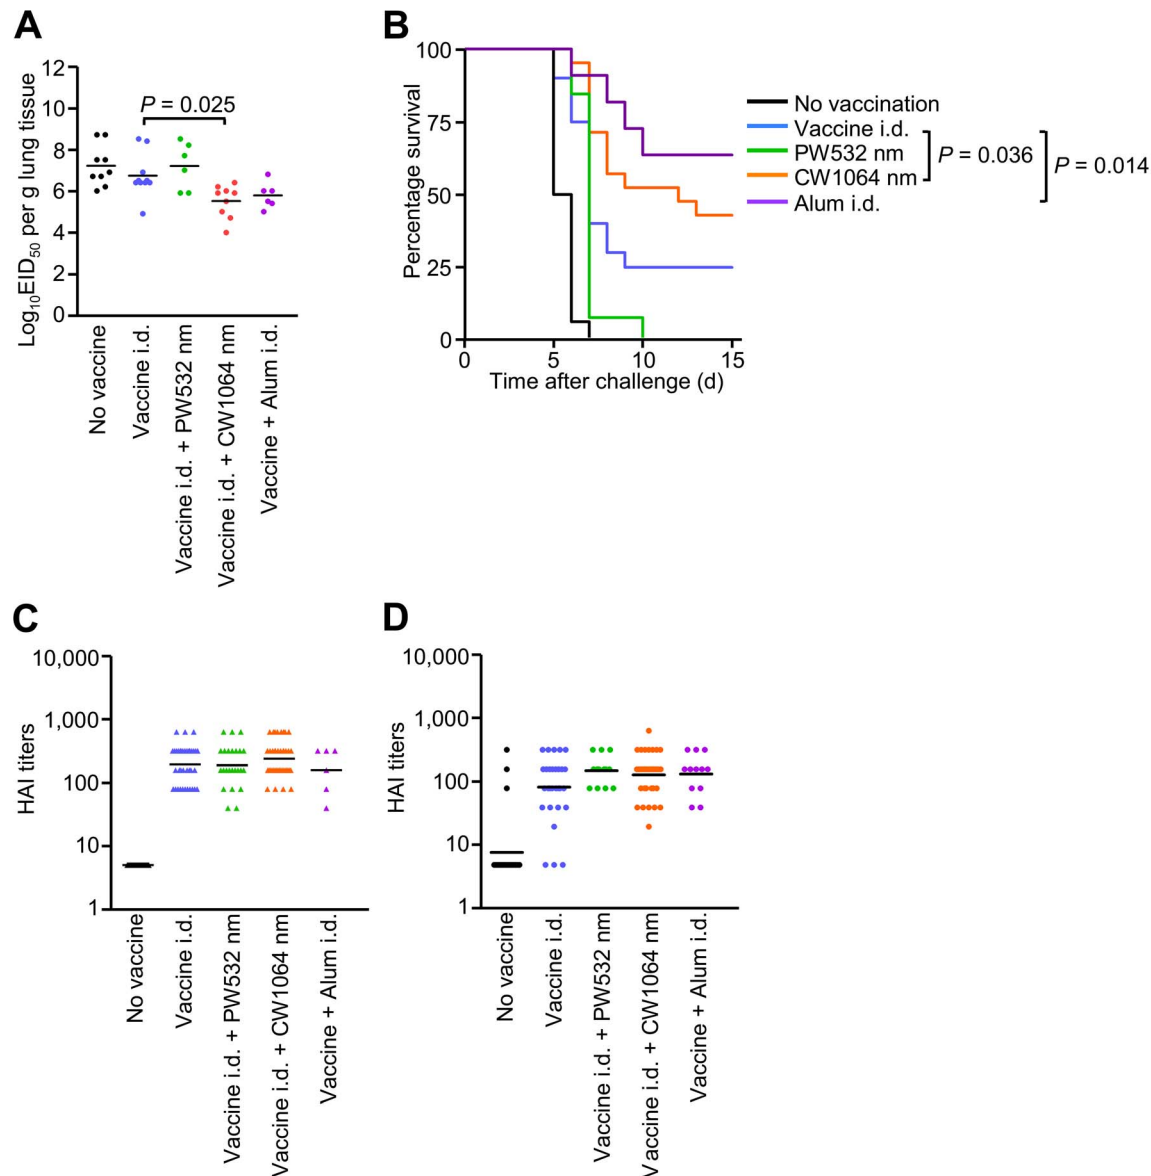 A
12
10
8
6
4
2
0
Log10EID50 per g lung tissue
P = 0.025
No vaccine
Vaccine i.d.
Vaccine i.d. + PW532 nm
Vaccine i.d. + CW1064 nm
Vaccine + Alum i.d.
B
100
75
50
25
0
Percentage survival
0 5 10 15
Time after challenge (d)
No vaccination
Vaccine i.d.
PW532 nm
CW1064 nm
Alum i.d.
P = 0.036
P = 0.014
C
10,000
1,000
100
10
1
HAI titers
No vaccine
Vaccine i.d.
Vaccine i.d. + PW532 nm
Vaccine i.d. + CW1064 nm
Vaccine + Alum i.d.
D
10,000
1,000
100
10
1
HAI titers
No vaccine
Vaccine i.d.
Vaccine i.d. + PW532 nm
Vaccine i.d. + CW1064 nm
Vaccine + Alum i.d.